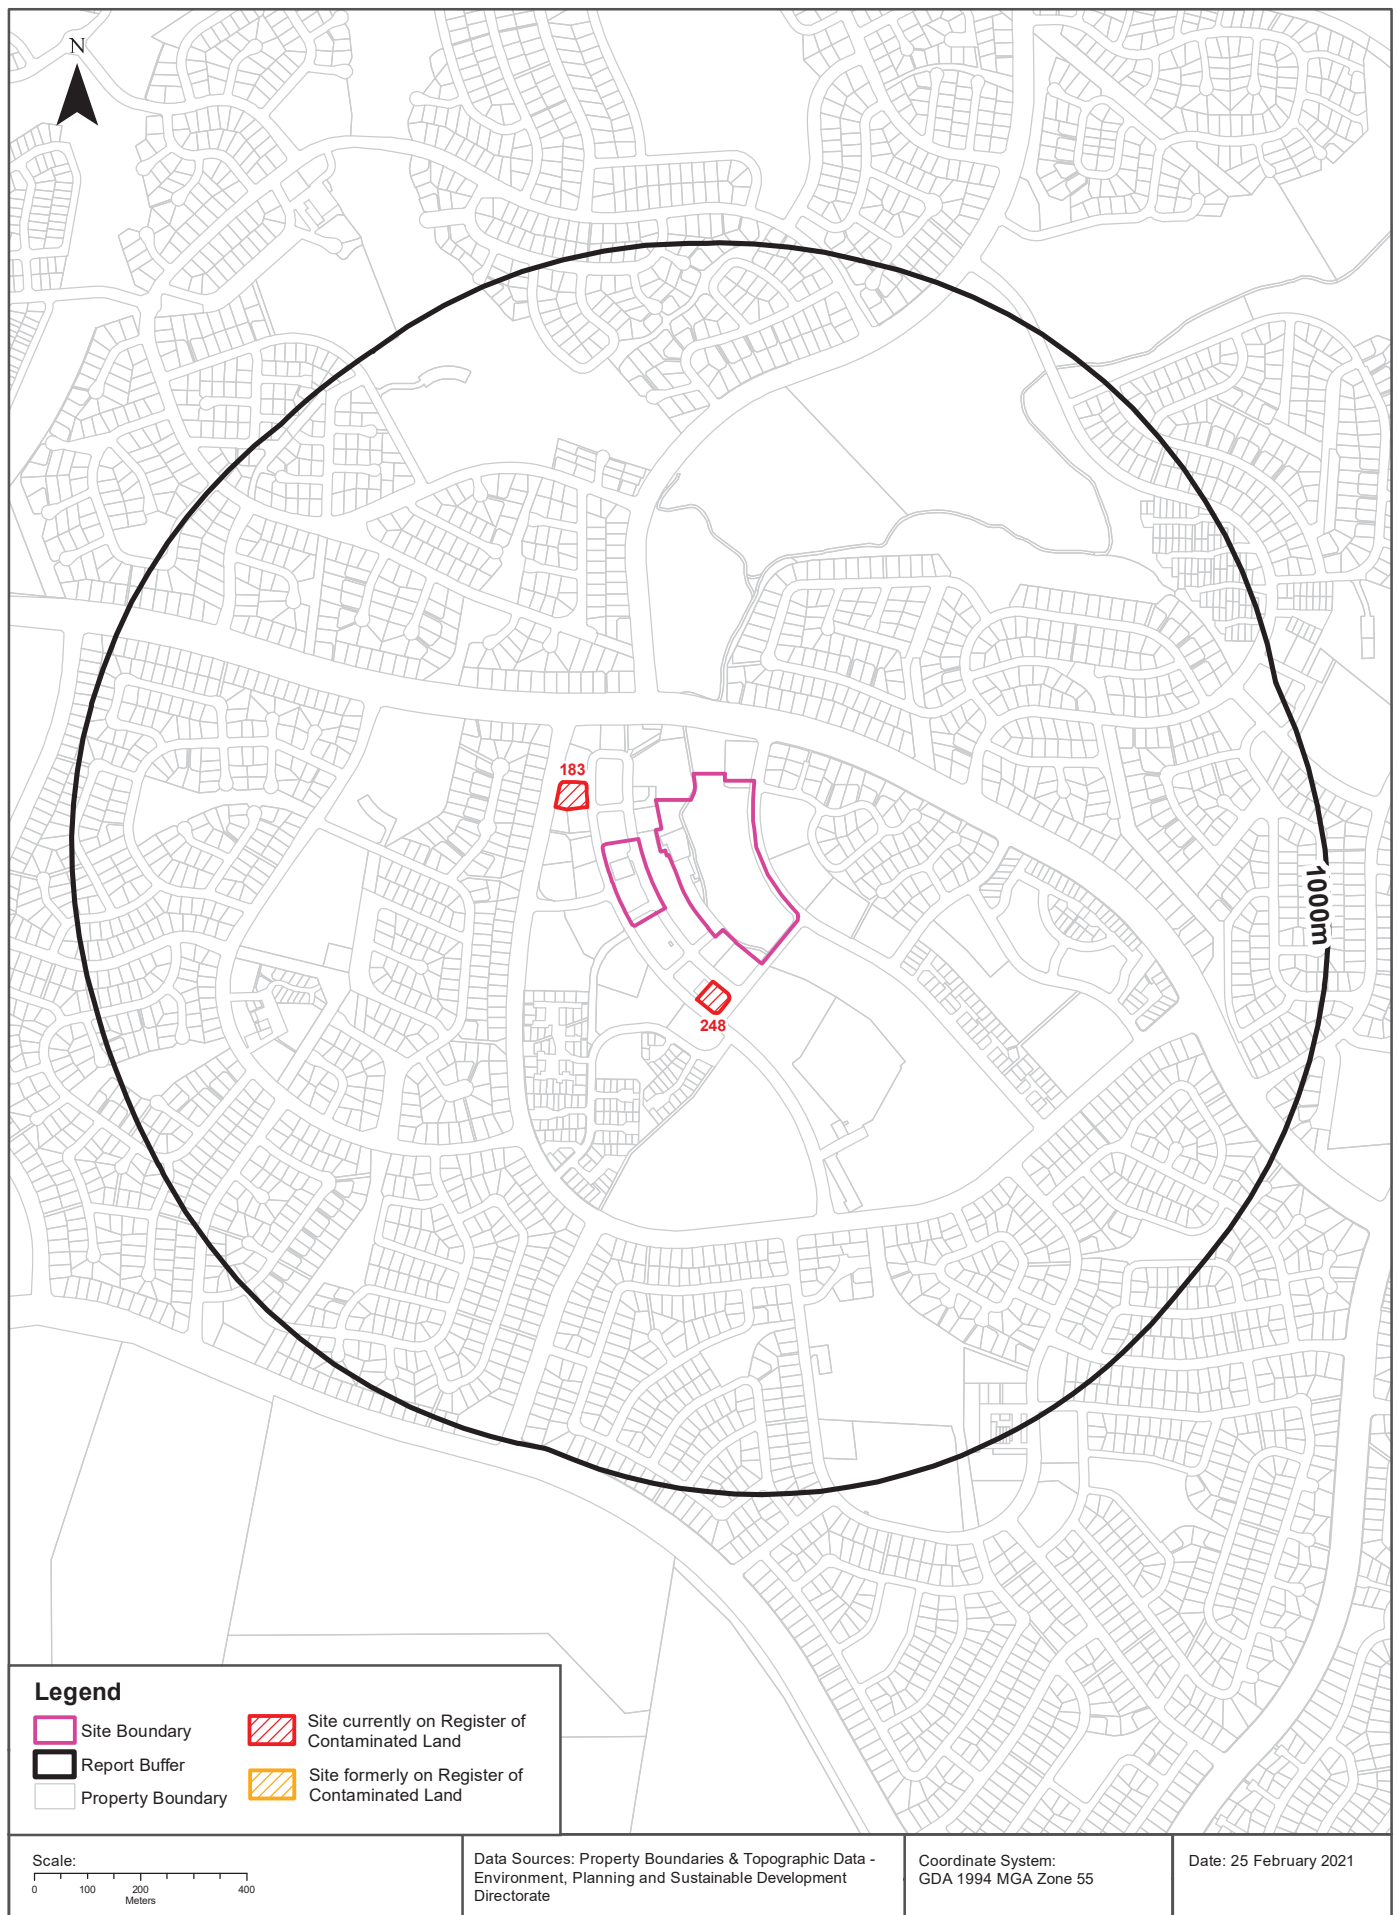 N
183
1000m
248
Legend
Site Boundary
Report Buffer
Property Boundary
Site currently on Register of
Contaminated Land
Site formerly on Register of
Contaminated Land
Scale:
0 100 200 400
Meters
Data Sources: Property Boundaries & Topographic Data -
Environment, Planning and Sustainable Development
Directorate
Coordinate System:
GDA 1994 MGA Zone 55
Date: 25 February 2021